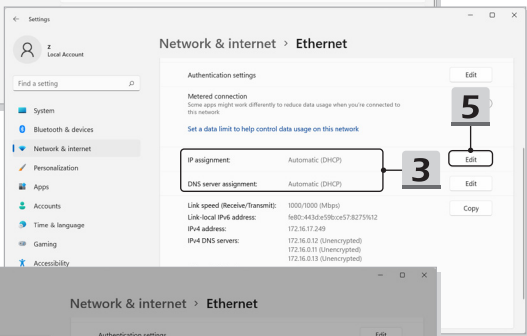 ← Settings
z
Local Account
Find a setting
System
Bluetooth & devices
Network & internet
Personalization
Apps
Accounts
Time & language
Gaming
Accessibility
Network & internet > Ethernet
Authentication settings Edit
Metered connection
Some apps might work differently to reduce data usage when you're connected to
this network
Set a data limit to help control data usage on this network
5
IP assignment: Automatic (DHCP) Edit
3
DNS server assignment: Automatic (DHCP) Edit
Link speed (Receive/Transmit): 1000/1000 (Mbps) Copy
Link-local IPv6 address: fe80::443d:e59b:ce57:8275%12
IPv4 address: 172.16.17.249
IPv4 DNS servers: 172.16.0.12 (Unencrypted)
172.16.0.11 (Unencrypted)
172.16.0.13 (Unencrypted)
Network & internet > Ethernet
Authentication settings Edit